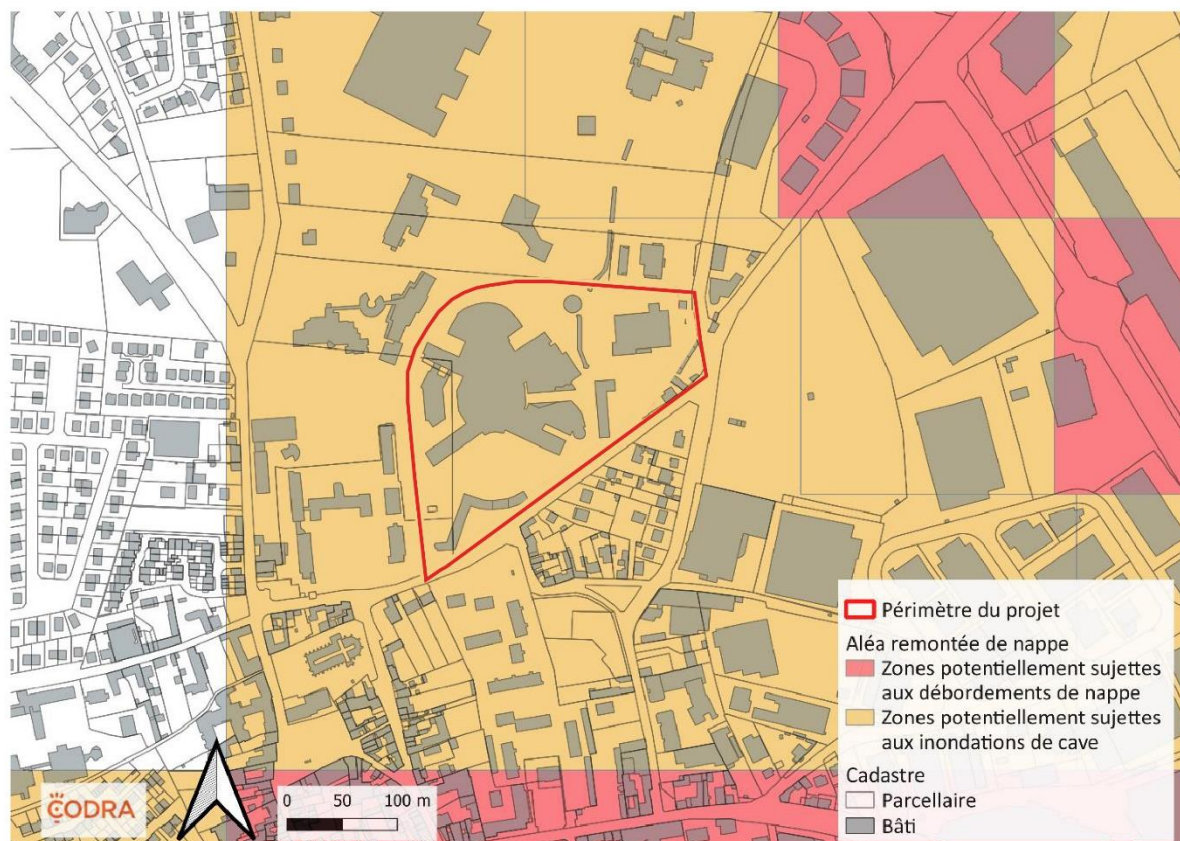 Périmètre du projet
Aléa remontée de nappe
Zones potentiellement sujettes
aux débordements de nappe
Zones potentiellement sujettes
aux inondations de cave
Cadastre
Parcellaire
Bâti
CODRA
0 50 100 m